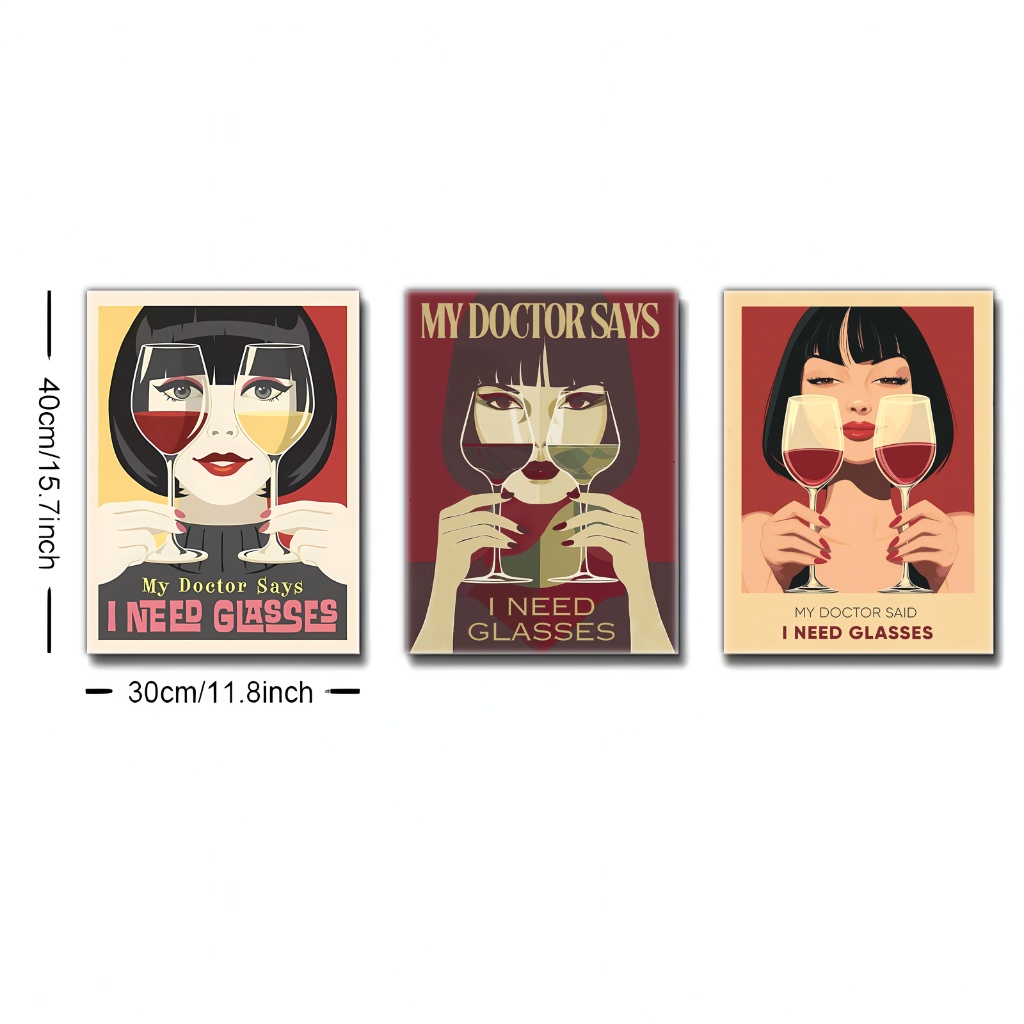 40cm/15.7inch
My Doctor Says
I NEED GLASSES
30cm/11.8inch
MY DOCTOR SAYS
I NEED
GLASSES
MY DOCTOR SAID
I NEED GLASSES